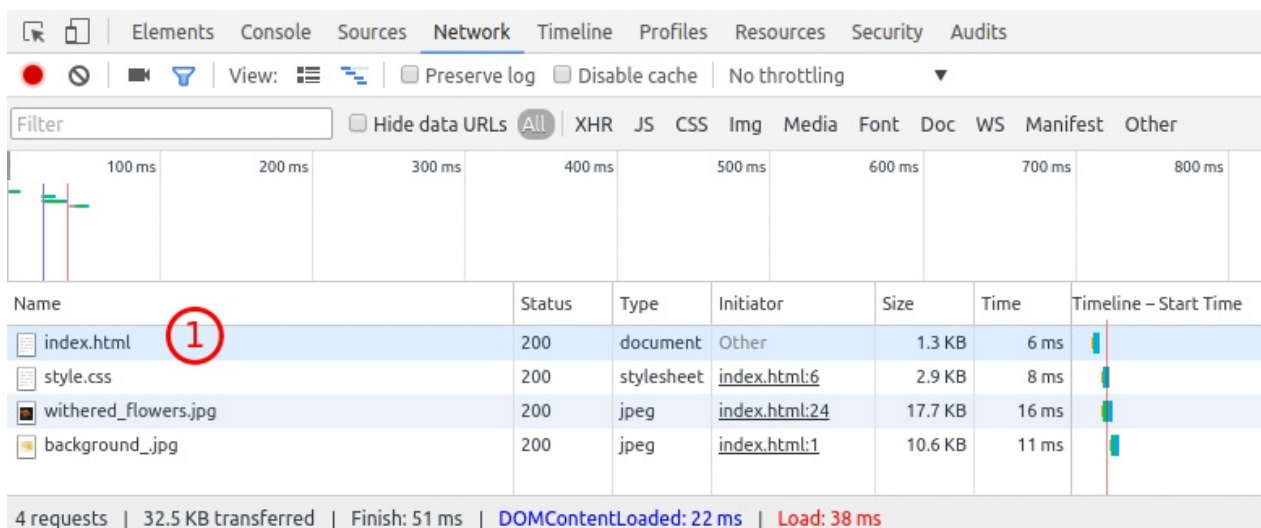 Elements Console Sources Network Timeline Profiles Resources Security Audits
View: Preserve log Disable cache No throttling ▼
Filter Hide data URLs All XHR JS CSS Img Media Font Doc WS Manifest Other
100 ms 200 ms 300 ms 400 ms 500 ms 600 ms 700 ms 800 ms
Name Status Type Initiator Size Time Timeline – Start Time
index.html 1 200 document Other 1.3 KB 6 ms
style.css 200 stylesheet index.html:6 2.9 KB 8 ms
withered_flowers.jpg 200 jpeg index.html:24 17.7 KB 16 ms
background_.jpg 200 jpeg index.html:1 10.6 KB 11 ms
4 requests | 32.5 KB transferred | Finish: 51 ms | DOMContentLoaded: 22 ms | Load: 38 ms